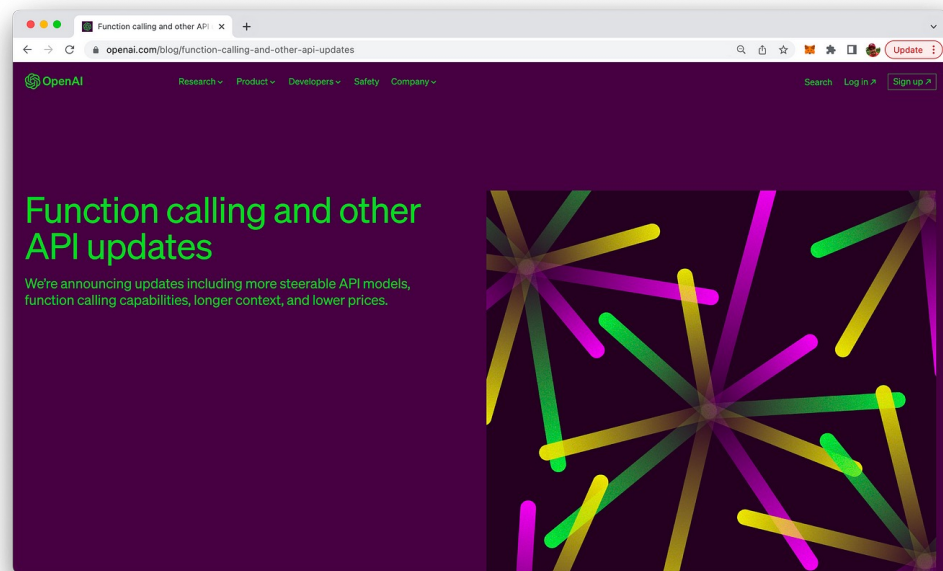 Function calling and other API
openai.com/blog/function-calling-and-other-api-updates
Update
OpenAI
Research Product Developers Safety Company
Search Log in ↗ Sign up ↗
Function calling and other
API updates
We're announcing updates including more steerable API models,
function calling capabilities, longer context, and lower prices.